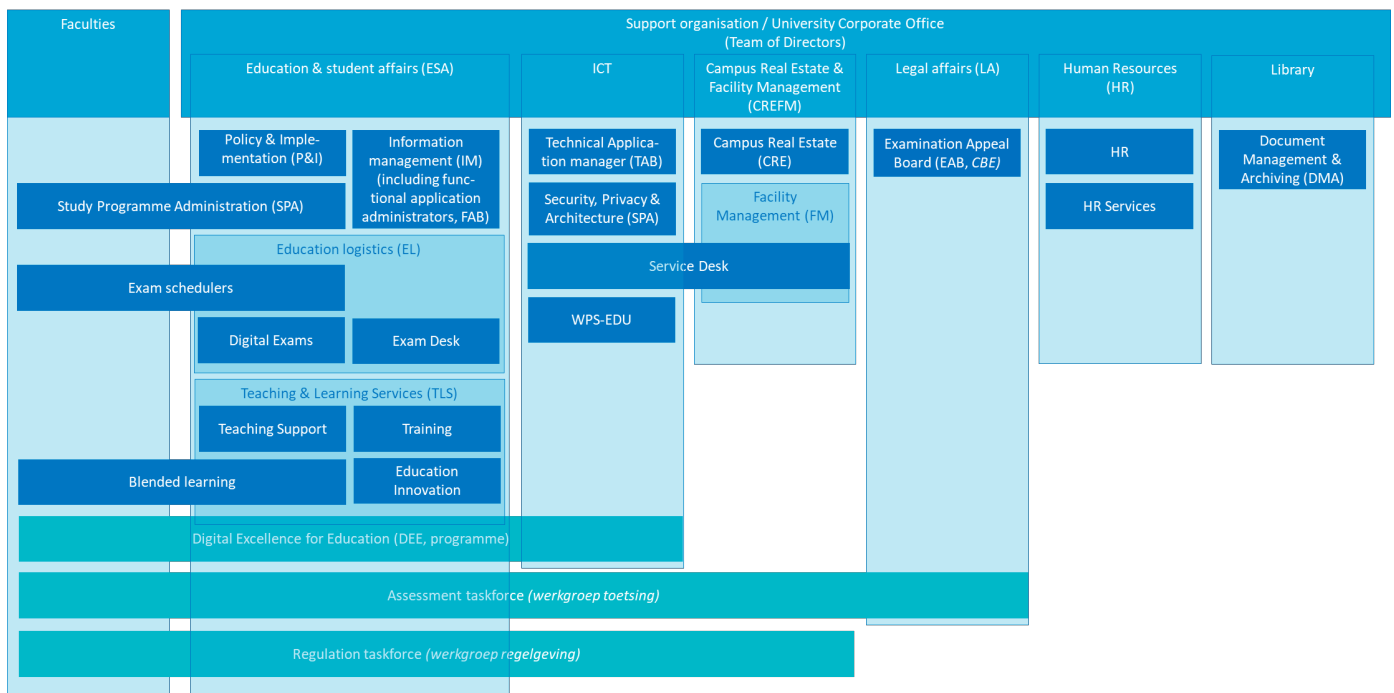 Faculties
Support organisation / University Corporate Office
(Team of Directors)
Education & student affairs (ESA)
ICT
Campus Real Estate &
Facility Management
(CREFM)
Legal affairs (LA)
Human Resources
(HR)
Library
Policy & Imple-
mentation (P&I)
Information
management (IM)
(including func-
tional application
administrators, FAB)
Technical Applica-
tion manager (TAB)
Campus Real Estate
(CRE)
Examination Appeal
Board (EAB, CBE)
HR
Document
Management &
Archiving (DMA)
Study Programme Administration (SPA)
Security, Privacy &
Architecture (SPA)
Facility
Management (FM)
HR Services
Education logistics (EL)
Service Desk
Exam schedulers
WPS-EDU
Digital Exams
Exam Desk
Teaching & Learning Services (TLS)
Teaching Support
Training
Blended learning
Education
Innovation
Digital Excellence for Education (DEE, programme)
Assessment taskforce (werkgroep toetsing)
Regulation taskforce (werkgroep regelgeving)